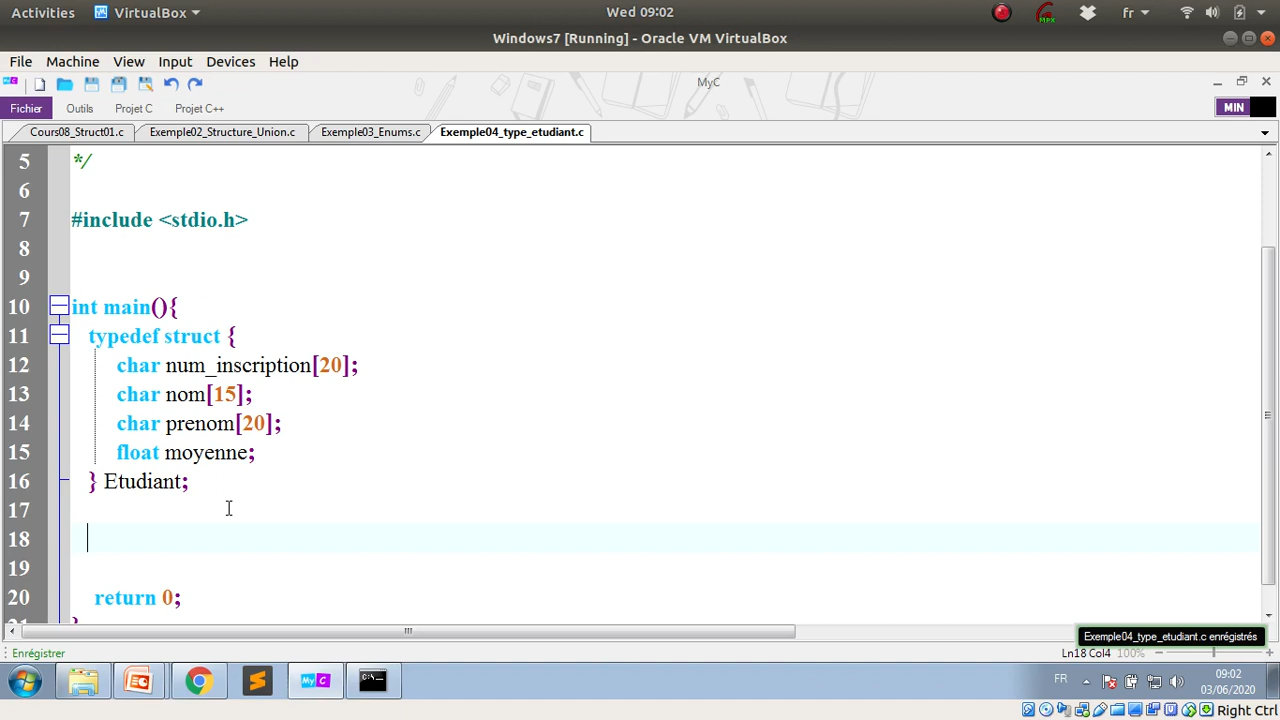 Activities VirtualBox Wed 09:02 fr
Windows7 [Running] - Oracle VM VirtualBox
File Machine View Input Devices Help
MyC
Fichier Outils Projet C Projet C++ MIN
Cours08_Struct01.c Exemple02_Structure_Union.c Exemple03_Enums.c Exemple04_type_etudiant.c
5 */
6
7 #include <stdio.h>
8
9
10 int main(){
11 typedef struct {
12 char num_inscription[20];
13 char nom[15];
14 char prenom[20];
15 float moyenne;
16 } Etudiant;
17
18
19
20 return 0;
Exemple04_type_etudiant.c enrégistrés
Enrégistrer Ln18 Col4 100%
FR 09:02
03/06/2020
Right Ctrl